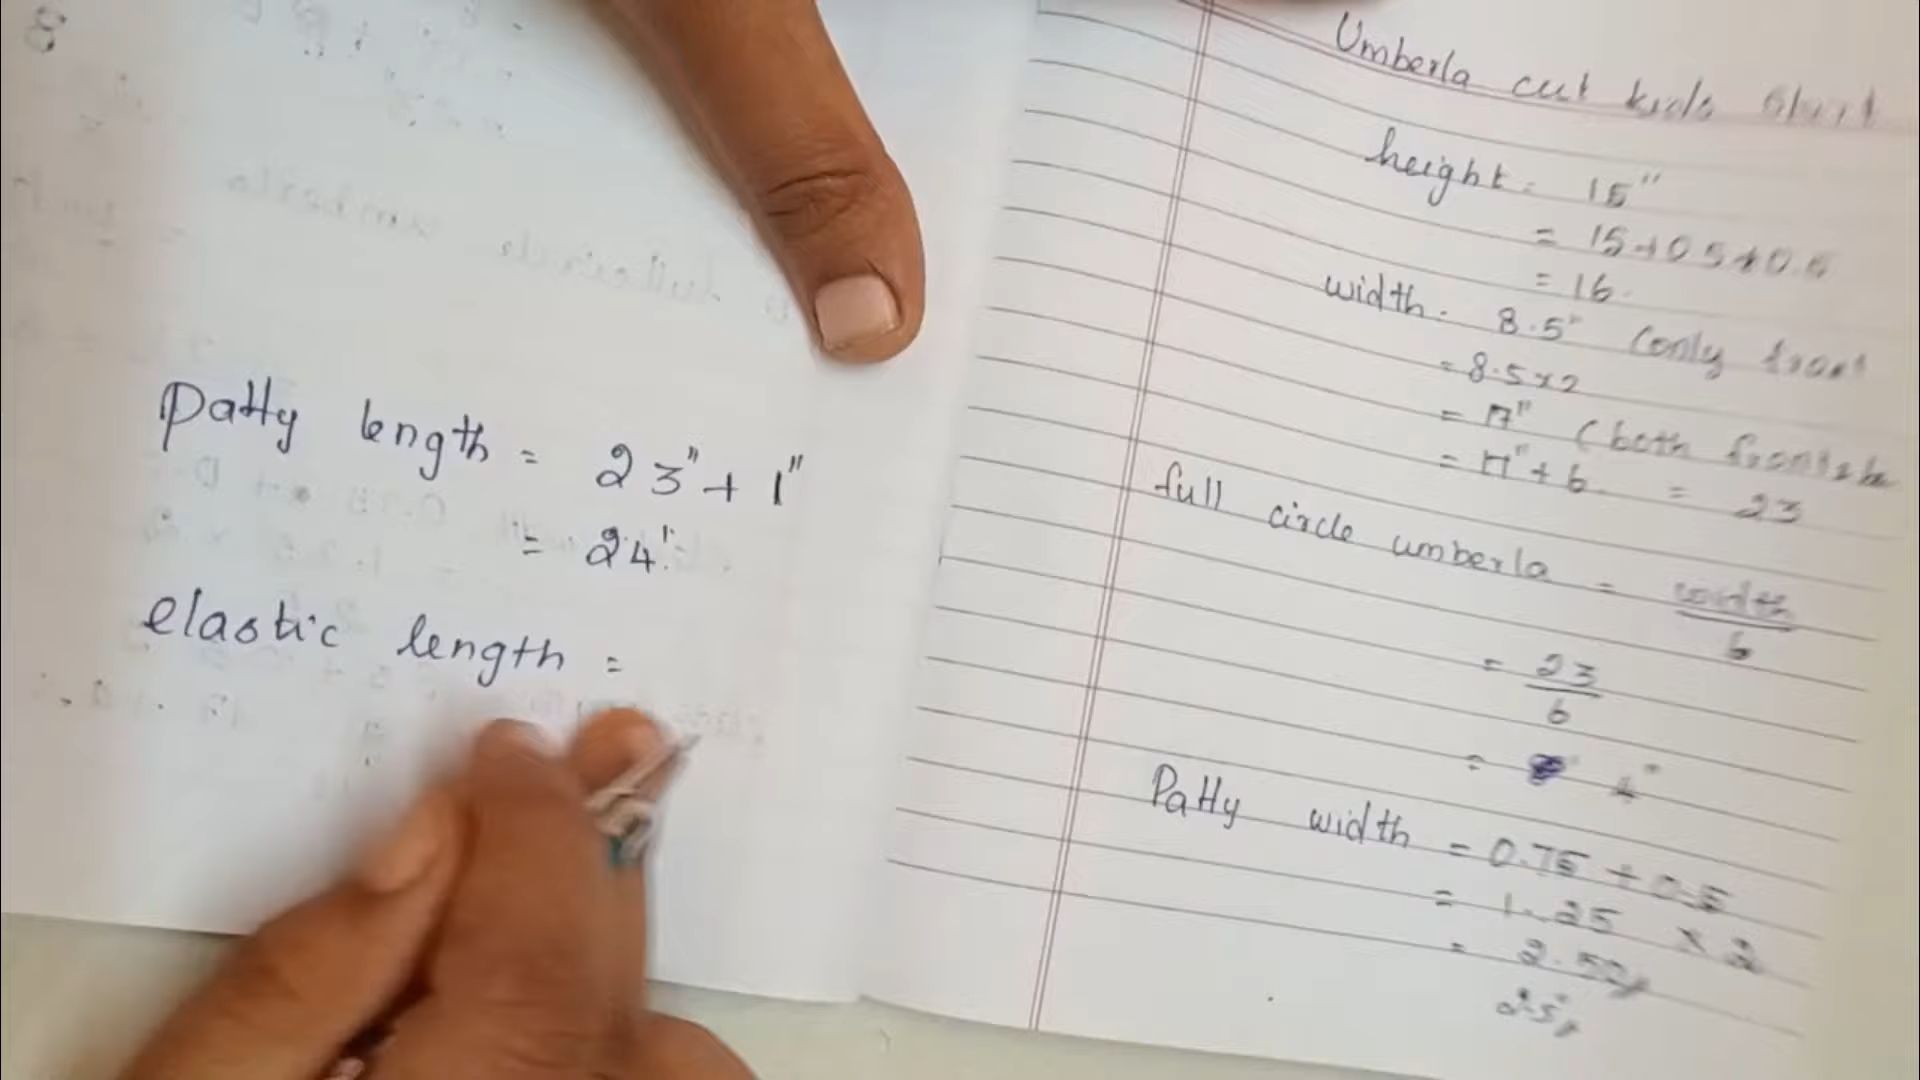 patty length = 23" + 1"
= 24"
elastic length =
Umberla cut kids skirt
height = 15"
= 15+0.5+0.5
= 16
width = 8.5" (only front
= 8.5x2
= 17" (both front &
= 17" + 6 = 23
full circle umberla = width
6
= 23
6
= 4"
Patty width = 0.75 + 0.5
= 1.25 x 2
= 2.50
2.5"